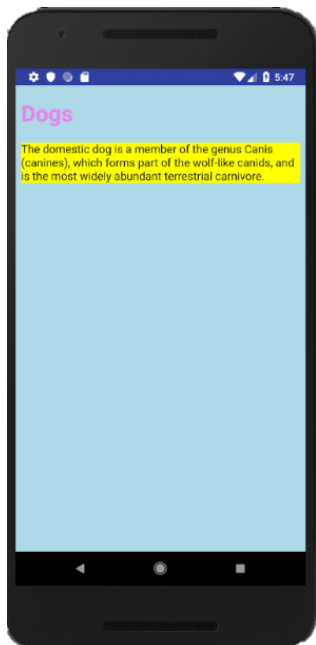 5:47
Dogs
The domestic dog is a member of the genus Canis
(canines), which forms part of the wolf-like canids, and
is the most widely abundant terrestrial carnivore.